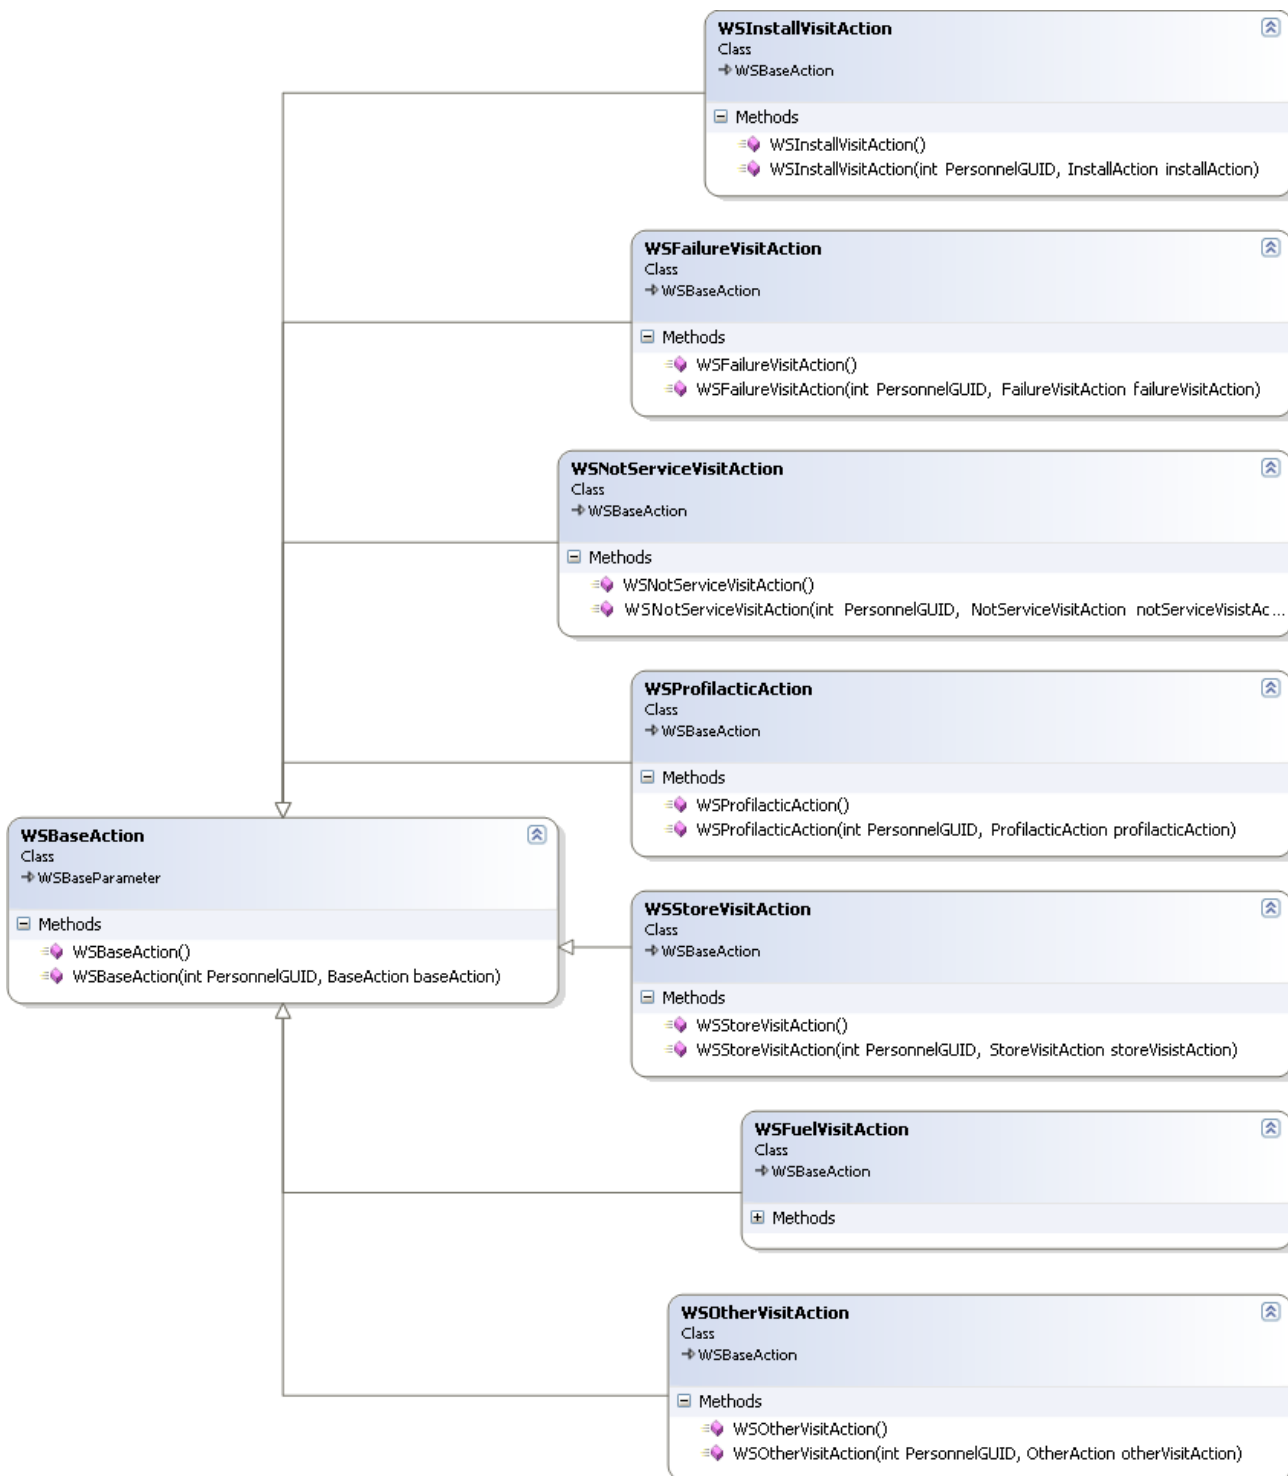 WSInstallVisitAction
Class
WSBaseAction
Methods
WSInstallVisitAction()
WSInstallVisitAction(int PersonnelGUID, InstallAction installAction)
WSFailureVisitAction
Class
WSBaseAction
Methods
WSFailureVisitAction()
WSFailureVisitAction(int PersonnelGUID, FailureVisitAction failureVisitAction)
WSNotServiceVisitAction
Class
WSBaseAction
Methods
WSNotServiceVisitAction()
WSNotServiceVisitAction(int PersonnelGUID, NotServiceVisitAction notServiceVisistAc...
WSProfilacticAction
Class
WSBaseAction
Methods
WSProfilacticAction()
WSProfilacticAction(int PersonnelGUID, ProfilacticAction profilacticAction)
WSBaseAction
Class
WSBaseParameter
Methods
WSBaseAction()
WSBaseAction(int PersonnelGUID, BaseAction baseAction)
WSStoreVisitAction
Class
WSBaseAction
Methods
WSStoreVisitAction()
WSStoreVisitAction(int PersonnelGUID, StoreVisitAction storeVisistAction)
WSFuelVisitAction
Class
WSBaseAction
Methods
WSOtherVisitAction
Class
WSBaseAction
Methods
WSOtherVisitAction()
WSOtherVisitAction(int PersonnelGUID, OtherAction otherVisitAction)